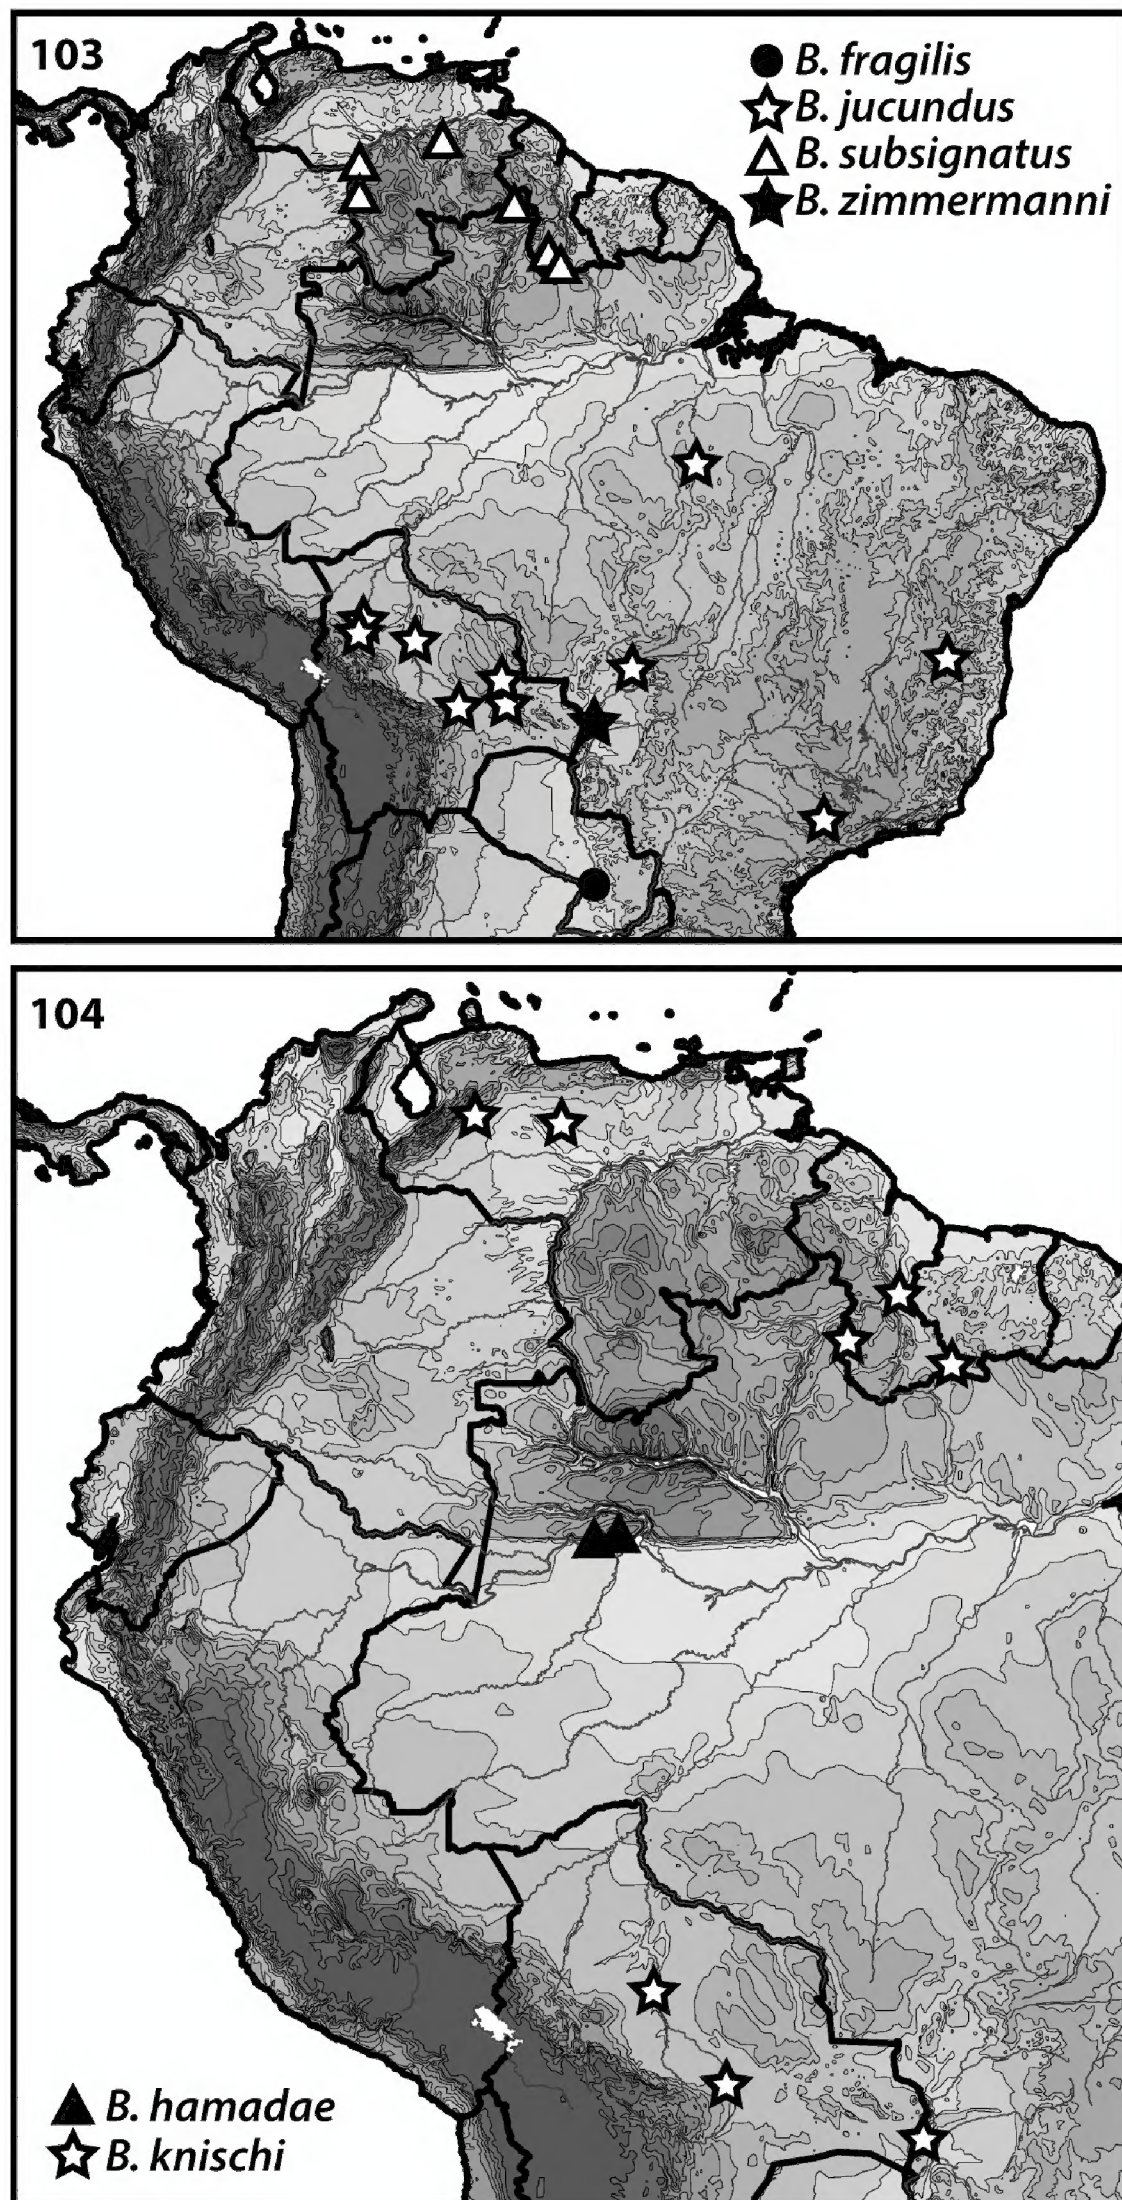 103
B. fragilis
B. jucundus
B. subsignatus
B. zimmermanni
104
B. hamadae
B. knischi